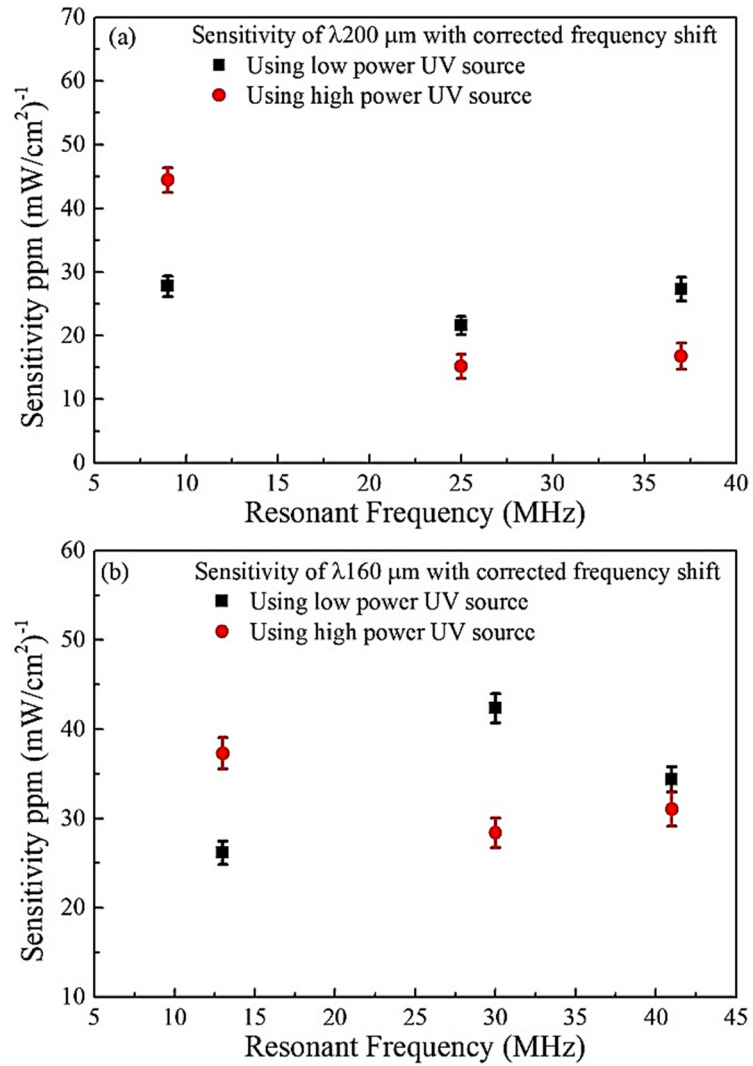 (a) Sensitivity of λ200 μm with corrected frequency shift
Using low power UV source
Using high power UV source
Sensitivity ppm (mW/cm²)⁻¹
70
60
50
40
30
20
10
0
5 10 15 20 25 30 35 40
Resonant Frequency (MHz)
(b) Sensitivity of λ160 μm with corrected frequency shift
Using low power UV source
Using high power UV source
Sensitivity ppm (mW/cm²)⁻¹
60
50
40
30
20
10
5 10 15 20 25 30 35 40 45
Resonant Frequency (MHz)